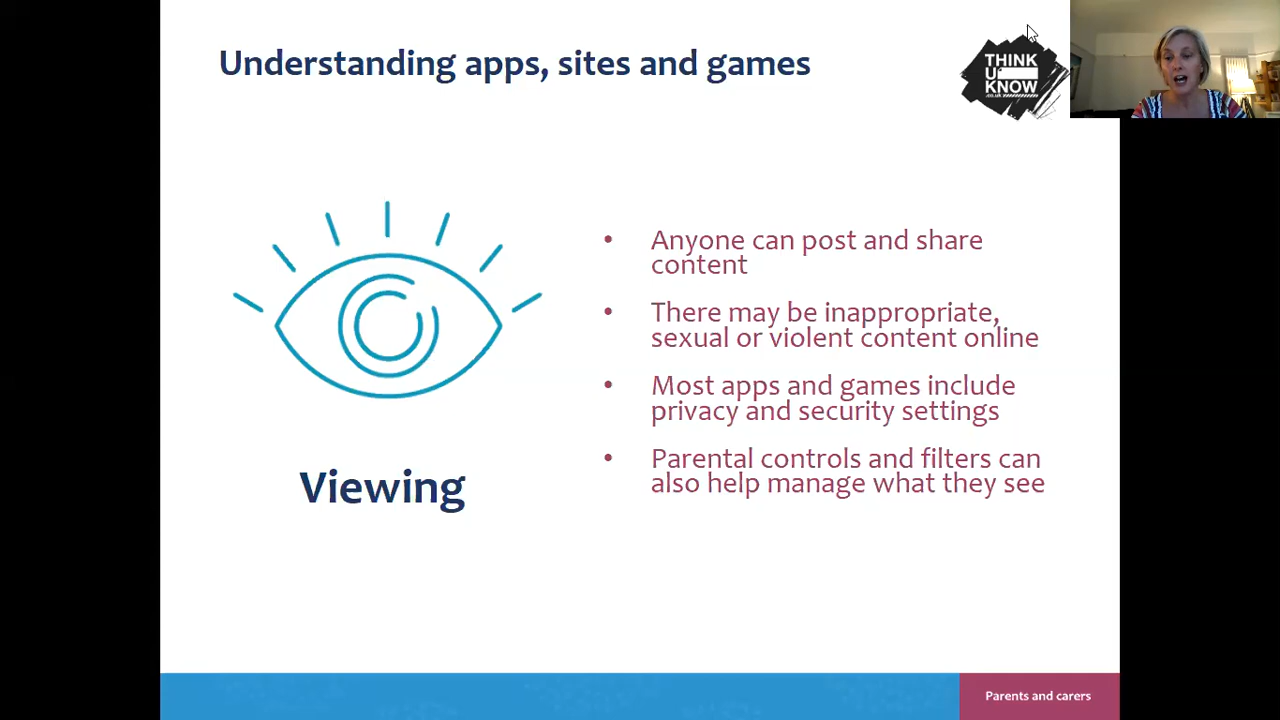 Understanding apps, sites and games
THINK
U
KNOW
.co.uk
Anyone can post and share
content
There may be inappropriate,
sexual or violent content online
Most apps and games include
privacy and security settings
Parental controls and filters can
also help manage what they see
Viewing
Parents and carers